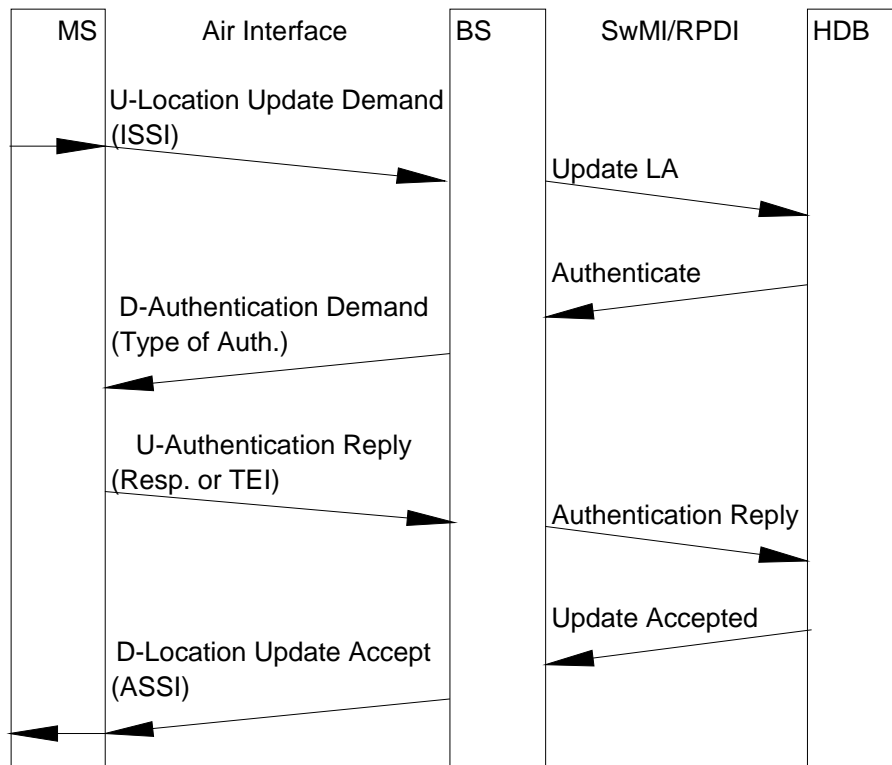 MS Air Interface BS SwMI/RPDI HDB
U-Location Update Demand
(ISSI)
Update LA
Authenticate
D-Authentication Demand
(Type of Auth.)
U-Authentication Reply
(Resp. or TEI)
Authentication Reply
Update Accepted
D-Location Update Accept
(ASSI)